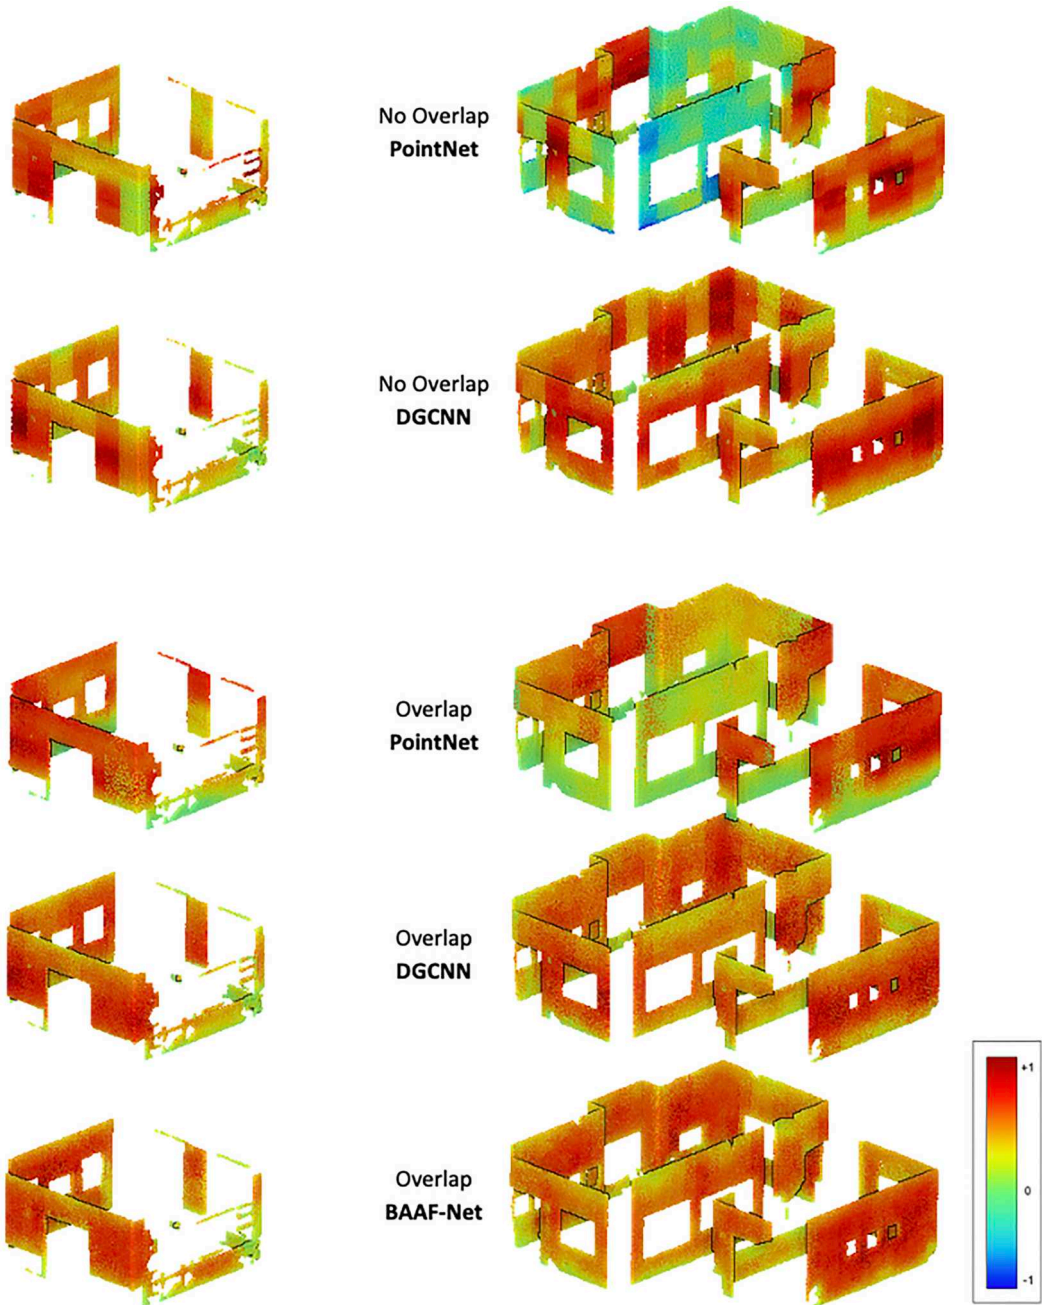 No Overlap
PointNet
No Overlap
DGCNN
Overlap
PointNet
Overlap
DGCNN
Overlap
BAAF-Net
+1
0
-1